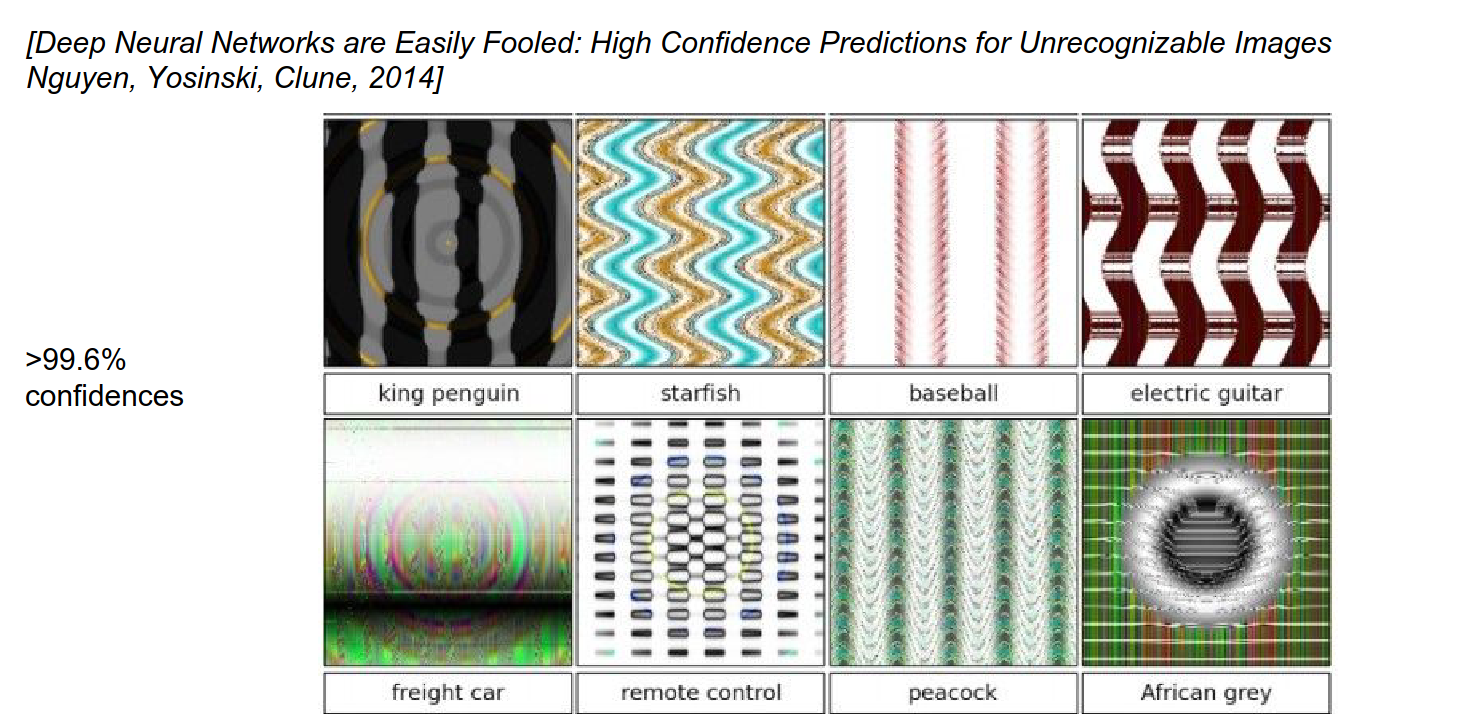 [Deep Neural Networks are Easily Fooled: High Confidence Predictions for Unrecognizable Images
Nguyen, Yosinski, Clune, 2014]
>99.6%
confidences
king penguin
starfish
baseball
electric guitar
freight car
remote control
peacock
African grey